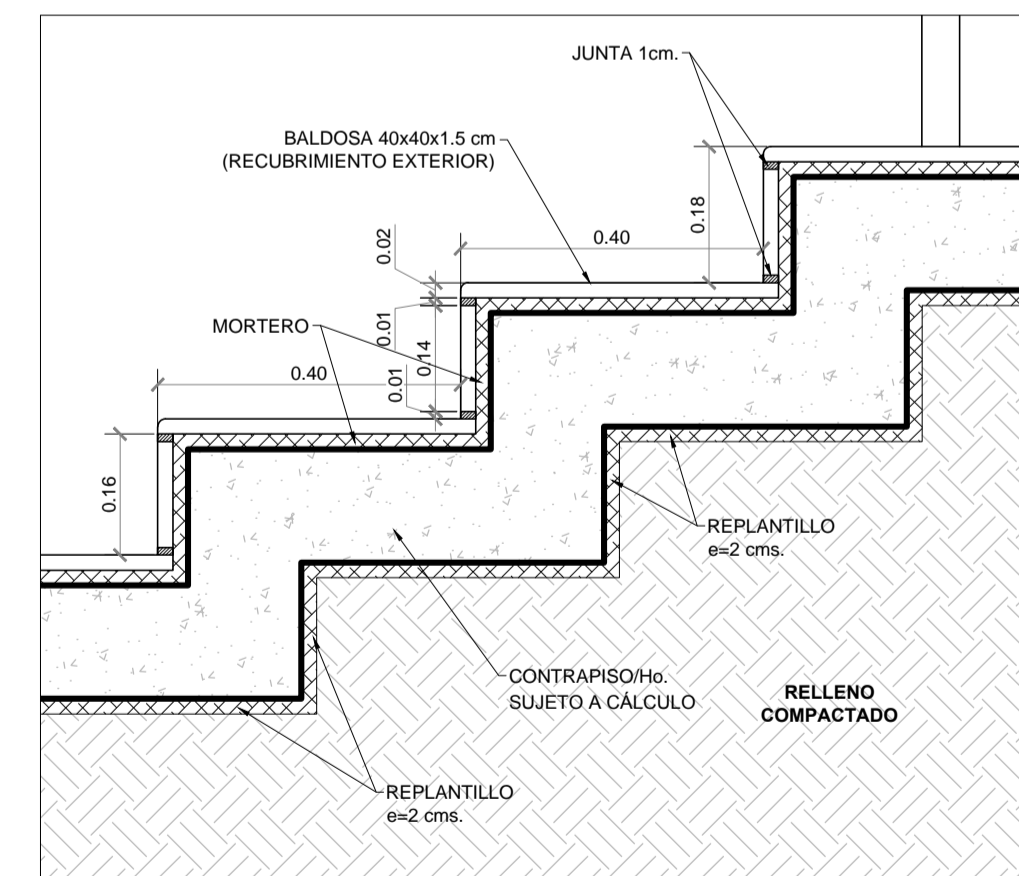 JUNTA 1cm.
BALDOSA 40x40x1.5 cm
(RECUBRIMIENTO EXTERIOR)
0.18
0.40
0.02
0.01
0.14
0.01
MORTERO
0.40
0.16
REPLANTILLO
e=2 cms.
CONTRAPISO/Ho.
SUJETO A CÁLCULO
RELLENO
COMPACTADO
REPLANTILLO
e=2 cms.